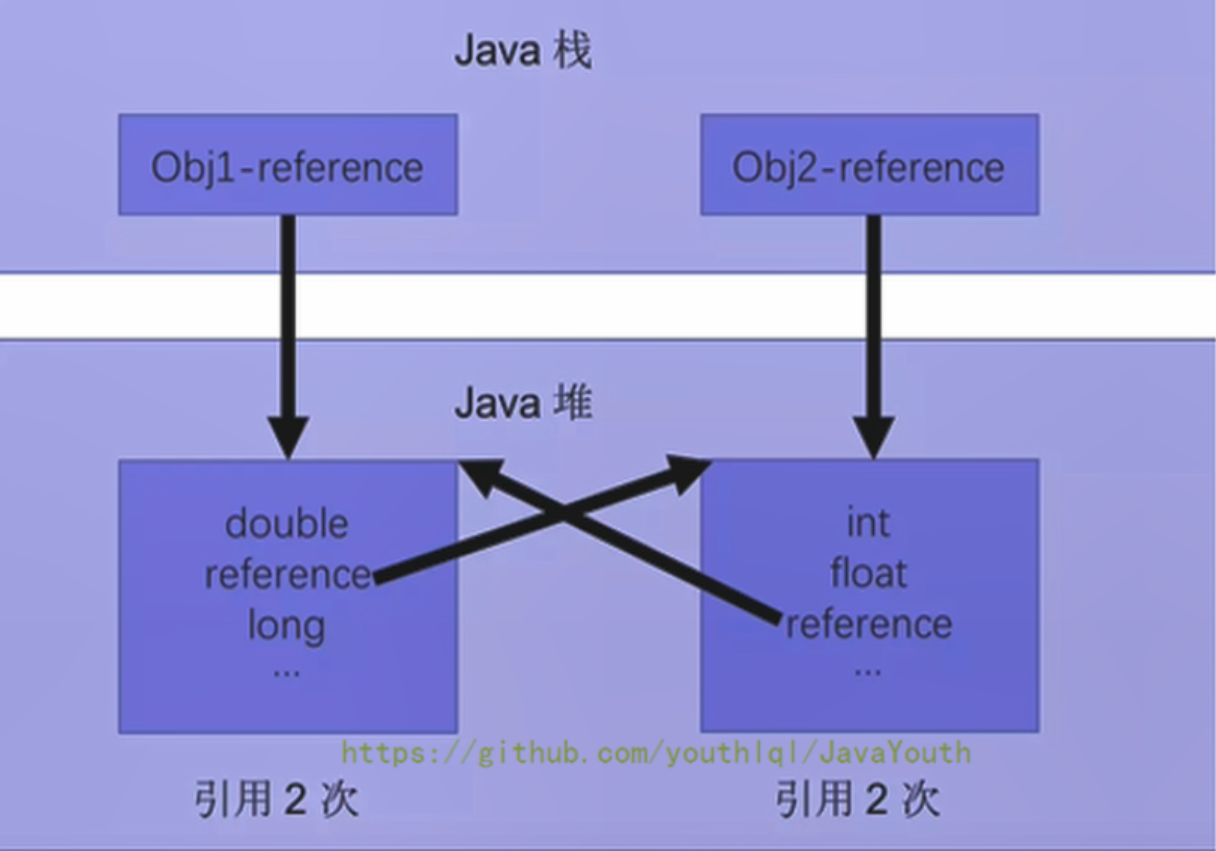 Java 栈
Obj1-reference
Obj2-reference
Java 堆
double
reference
long
...
int
float
reference
...
https://github.com/youthlql/JavaYouth
引用 2 次
引用 2 次